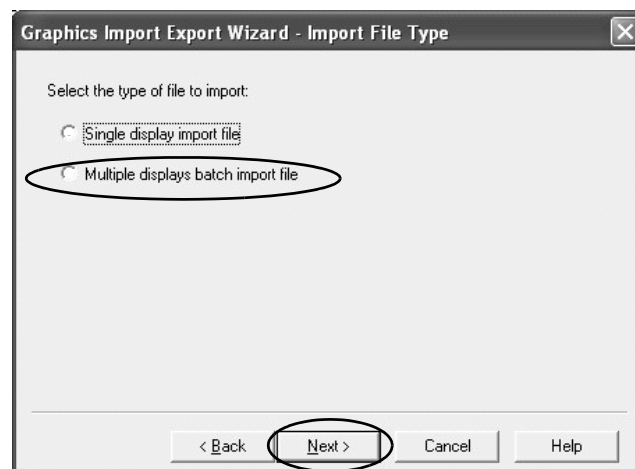 Graphics Import Export Wizard - Import File Type
Select the type of file to import:
Single display import file
Multiple displays batch import file
< Back Next > Cancel Help